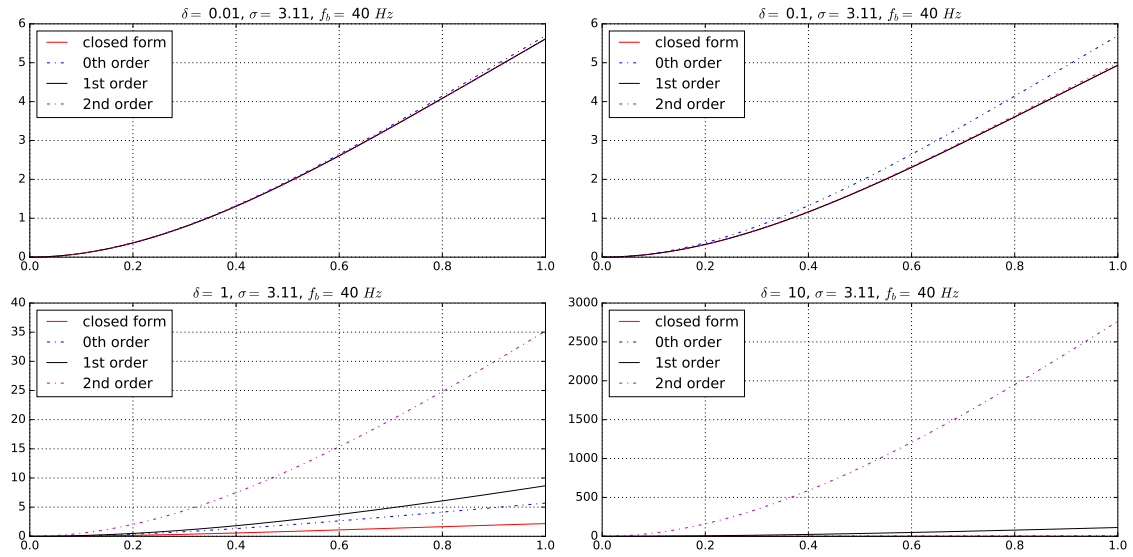 δ = 0.01, σ = 3.11, f_b = 40 Hz
6
5
4
3
2
1
0
closed form
0th order
1st order
2nd order
0.0 0.2 0.4 0.6 0.8 1.0
δ = 0.1, σ = 3.11, f_b = 40 Hz
6
5
4
3
2
1
0
closed form
0th order
1st order
2nd order
0.0 0.2 0.4 0.6 0.8 1.0
δ = 1, σ = 3.11, f_b = 40 Hz
40
35
30
25
20
15
10
5
0
closed form
0th order
1st order
2nd order
0.0 0.2 0.4 0.6 0.8 1.0
δ = 10, σ = 3.11, f_b = 40 Hz
3000
2500
2000
1500
1000
500
0
closed form
0th order
1st order
2nd order
0.0 0.2 0.4 0.6 0.8 1.0